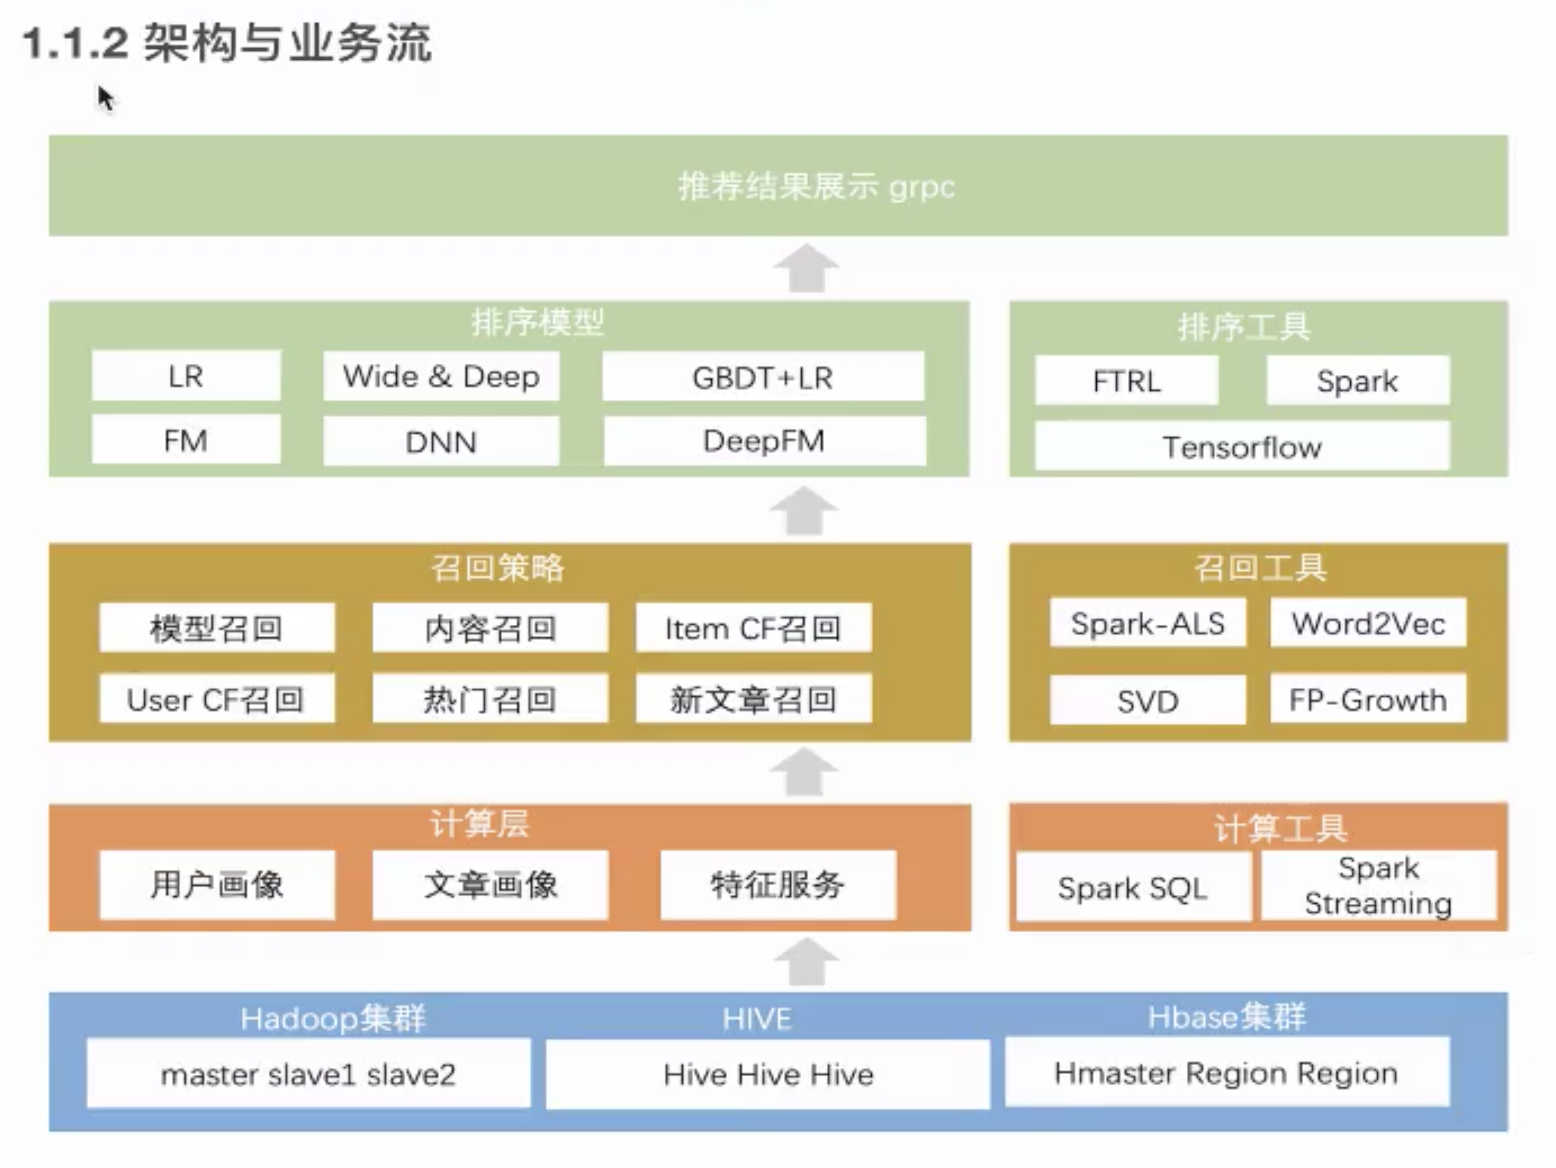 1.1.2 架构与业务流
推荐结果展示 grpc
排序模型
LR
Wide & Deep
GBDT+LR
FM
DNN
DeepFM
排序工具
FTRL
Spark
Tensorflow
召回策略
模型召回
内容召回
Item CF召回
User CF召回
热门召回
新文章召回
召回工具
Spark-ALS
Word2Vec
SVD
FP-Growth
计算层
用户画像
文章画像
特征服务
计算工具
Spark SQL
Spark
Streaming
Hadoop集群
master slave1 slave2
HIVE
Hive Hive Hive
Hbase集群
Hmaster Region Region